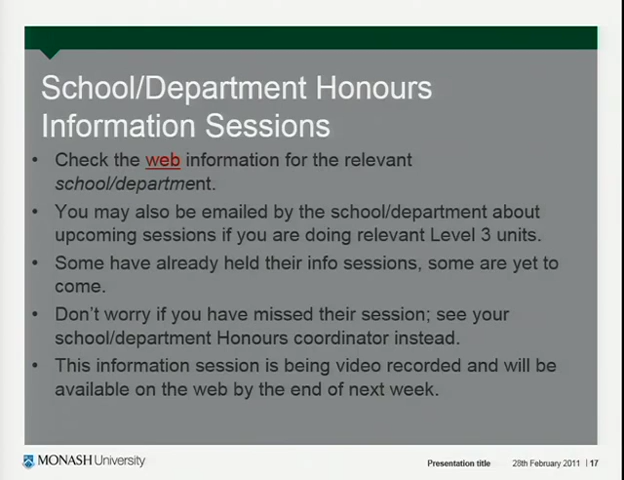 School/Department Honours
Information Sessions
• Check the web information for the relevant
school/department.
• You may also be emailed by the school/department about
upcoming sessions if you are doing relevant Level 3 units.
• Some have already held their info sessions, some are yet to
come.
• Don't worry if you have missed their session; see your
school/department Honours coordinator instead.
• This information session is being video recorded and will be
available on the web by the end of next week.
MONASH University
Presentation title 28th February 2011 | 17